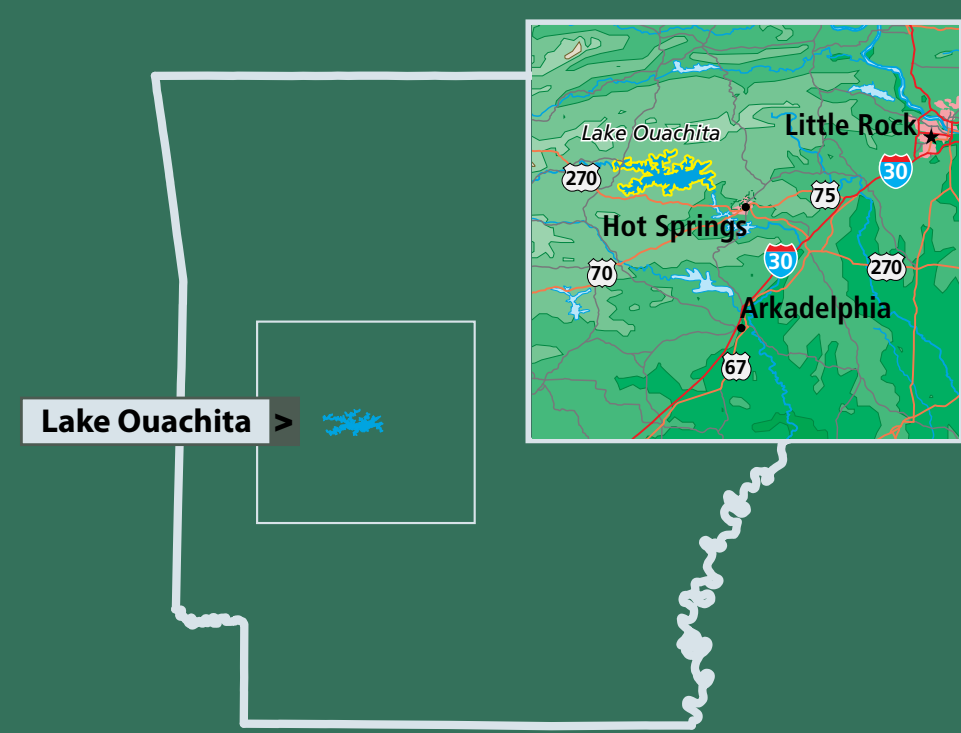 Lake Ouachita
Little Rock
30
270
75
Hot Springs
30
270
70
Arkadelphia
67
Lake Ouachita >